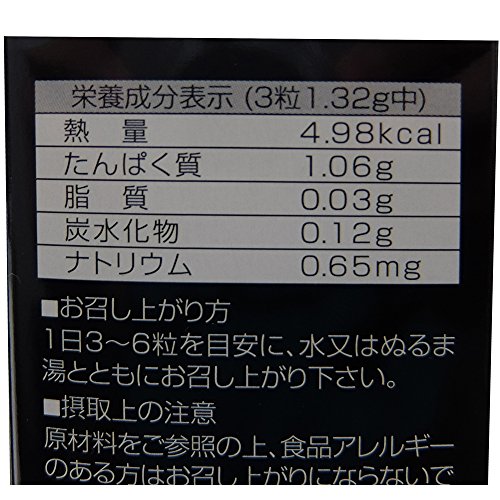 栄養成分表示 (3粒1.32g中)
熱 量 4.98kcal
たんぱく質 1.06g
脂 質 0.03g
炭水化物 0.12g
ナトリウム 0.65mg
■お召し上がり方
1日3〜6粒を目安に、水又はぬるま
湯とともにお召し上がり下さい。
■摂取上の注意
原材料をご参照の上、食品アレルギー
のある方はお召し上がりにならないで